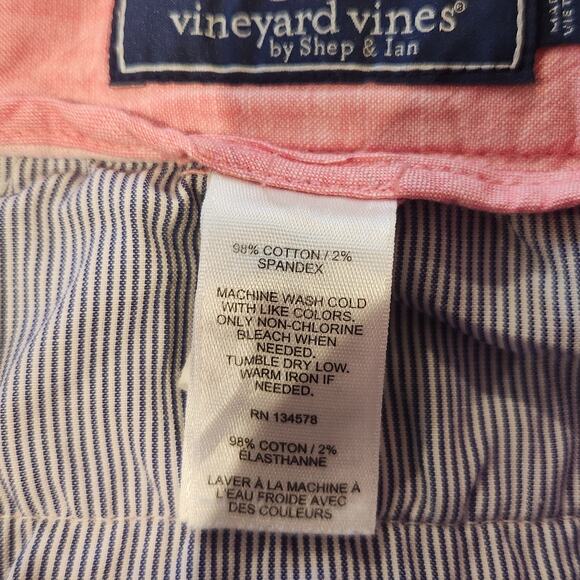 vineyard vines®
by Shep & Ian
98% COTTON / 2%
SPANDEX
MACHINE WASH COLD
WITH LIKE COLORS.
ONLY NON-CHLORINE
BLEACH WHEN
NEEDED.
TUMBLE DRY LOW.
WARM IRON IF
NEEDED.
RN 134578
98% COTON / 2%
ÉLASTHANNE
LAVER À LA MACHINE À
L'EAU FROIDE AVEC
DES COULEURS